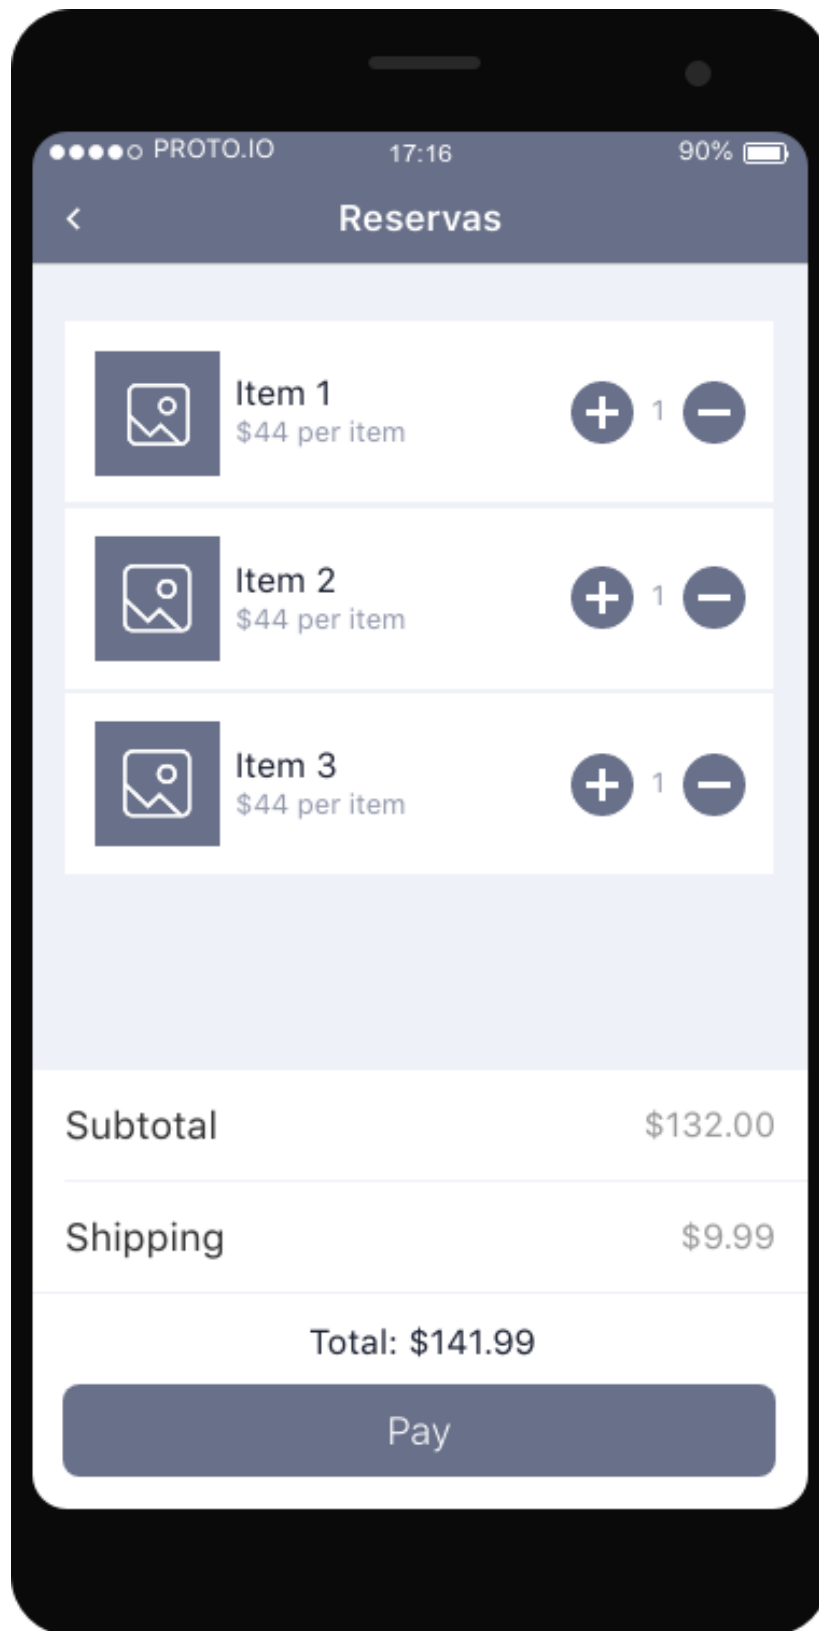 PROTO.IO 17:16 90%
Reservas
Item 1
$44 per item
1
Item 2
$44 per item
1
Item 3
$44 per item
1
Subtotal $132.00
Shipping $9.99
Total: $141.99
Pay